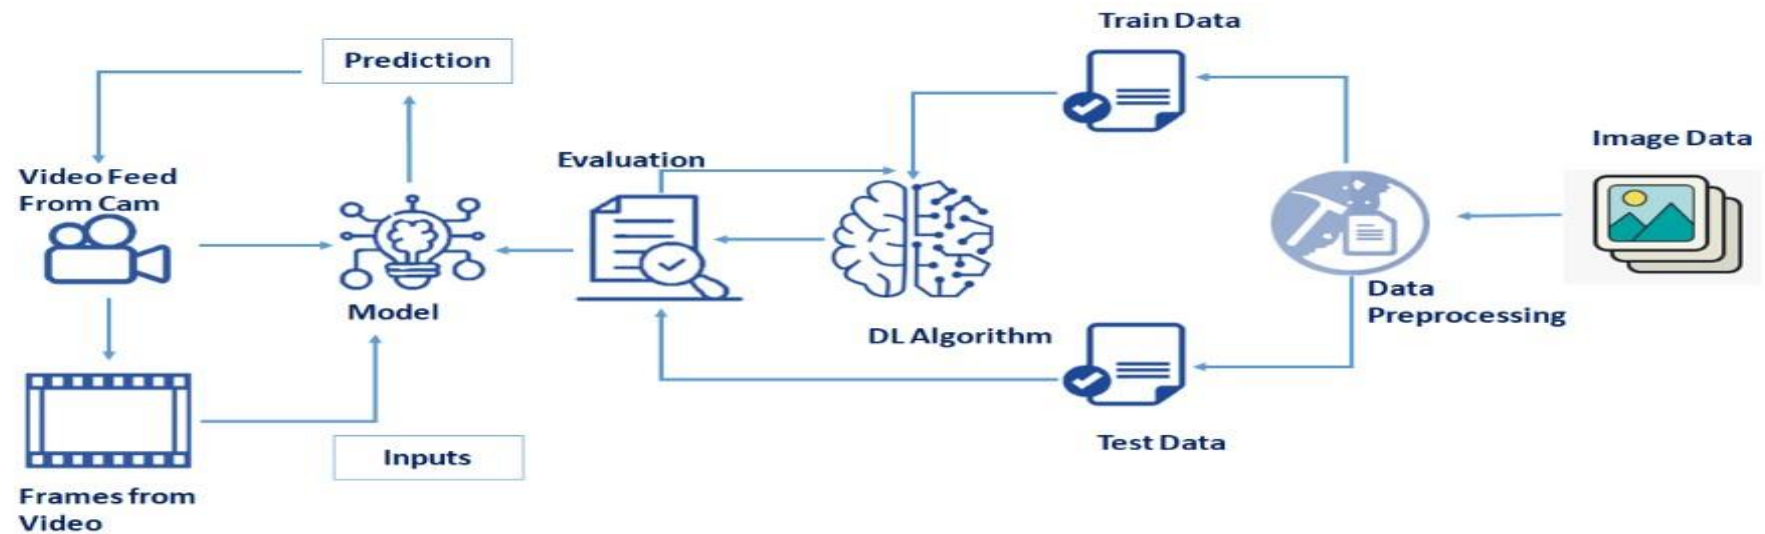 Train Data
Prediction
Image Data
Evaluation
Video Feed
From Cam
Model
Data
Preprocessing
DL Algorithm
Test Data
Inputs
Frames from
Video